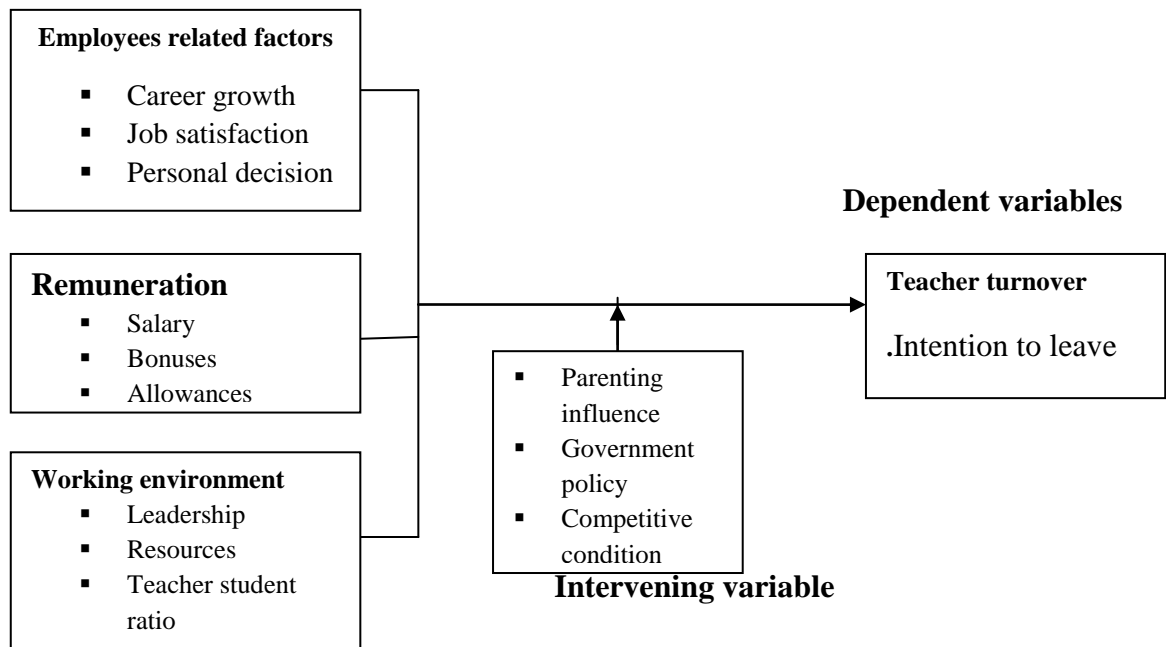 Employees related factors
▪ Career growth
▪ Job satisfaction
▪ Personal decision
Remuneration
▪ Salary
▪ Bonuses
▪ Allowances
Working environment
▪ Leadership
▪ Resources
▪ Teacher student
ratio
▪ Parenting
influence
▪ Government
policy
▪ Competitive
condition
Intervening variable
Dependent variables
Teacher turnover
.Intention to leave